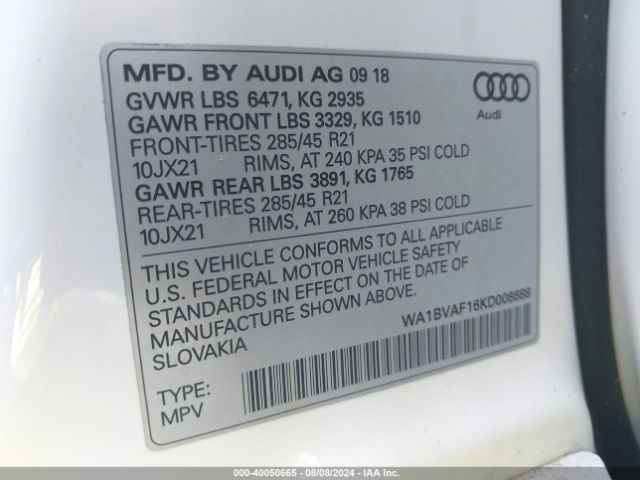 MFD. BY AUDI AG 09 18
GVWR LBS 6471, KG 2935
GAWR FRONT LBS 3329, KG 1510
FRONT-TIRES 285/45 R21
10JX21 RIMS, AT 240 KPA 35 PSI COLD
GAWR REAR LBS 3891, KG 1765
REAR-TIRES 285/45 R21
10JX21 RIMS, AT 260 KPA 38 PSI COLD
Audi
THIS VEHICLE CONFORMS TO ALL APPLICABLE
U.S. FEDERAL MOTOR VEHICLE SAFETY
STANDARDS IN EFFECT ON THE DATE OF
MANUFACTURE SHOWN ABOVE.
SLOVAKIA
WA1BVAF16KD008688
TYPE:
MPV
000-40050665 - 08/08/2024 - IAA Inc.